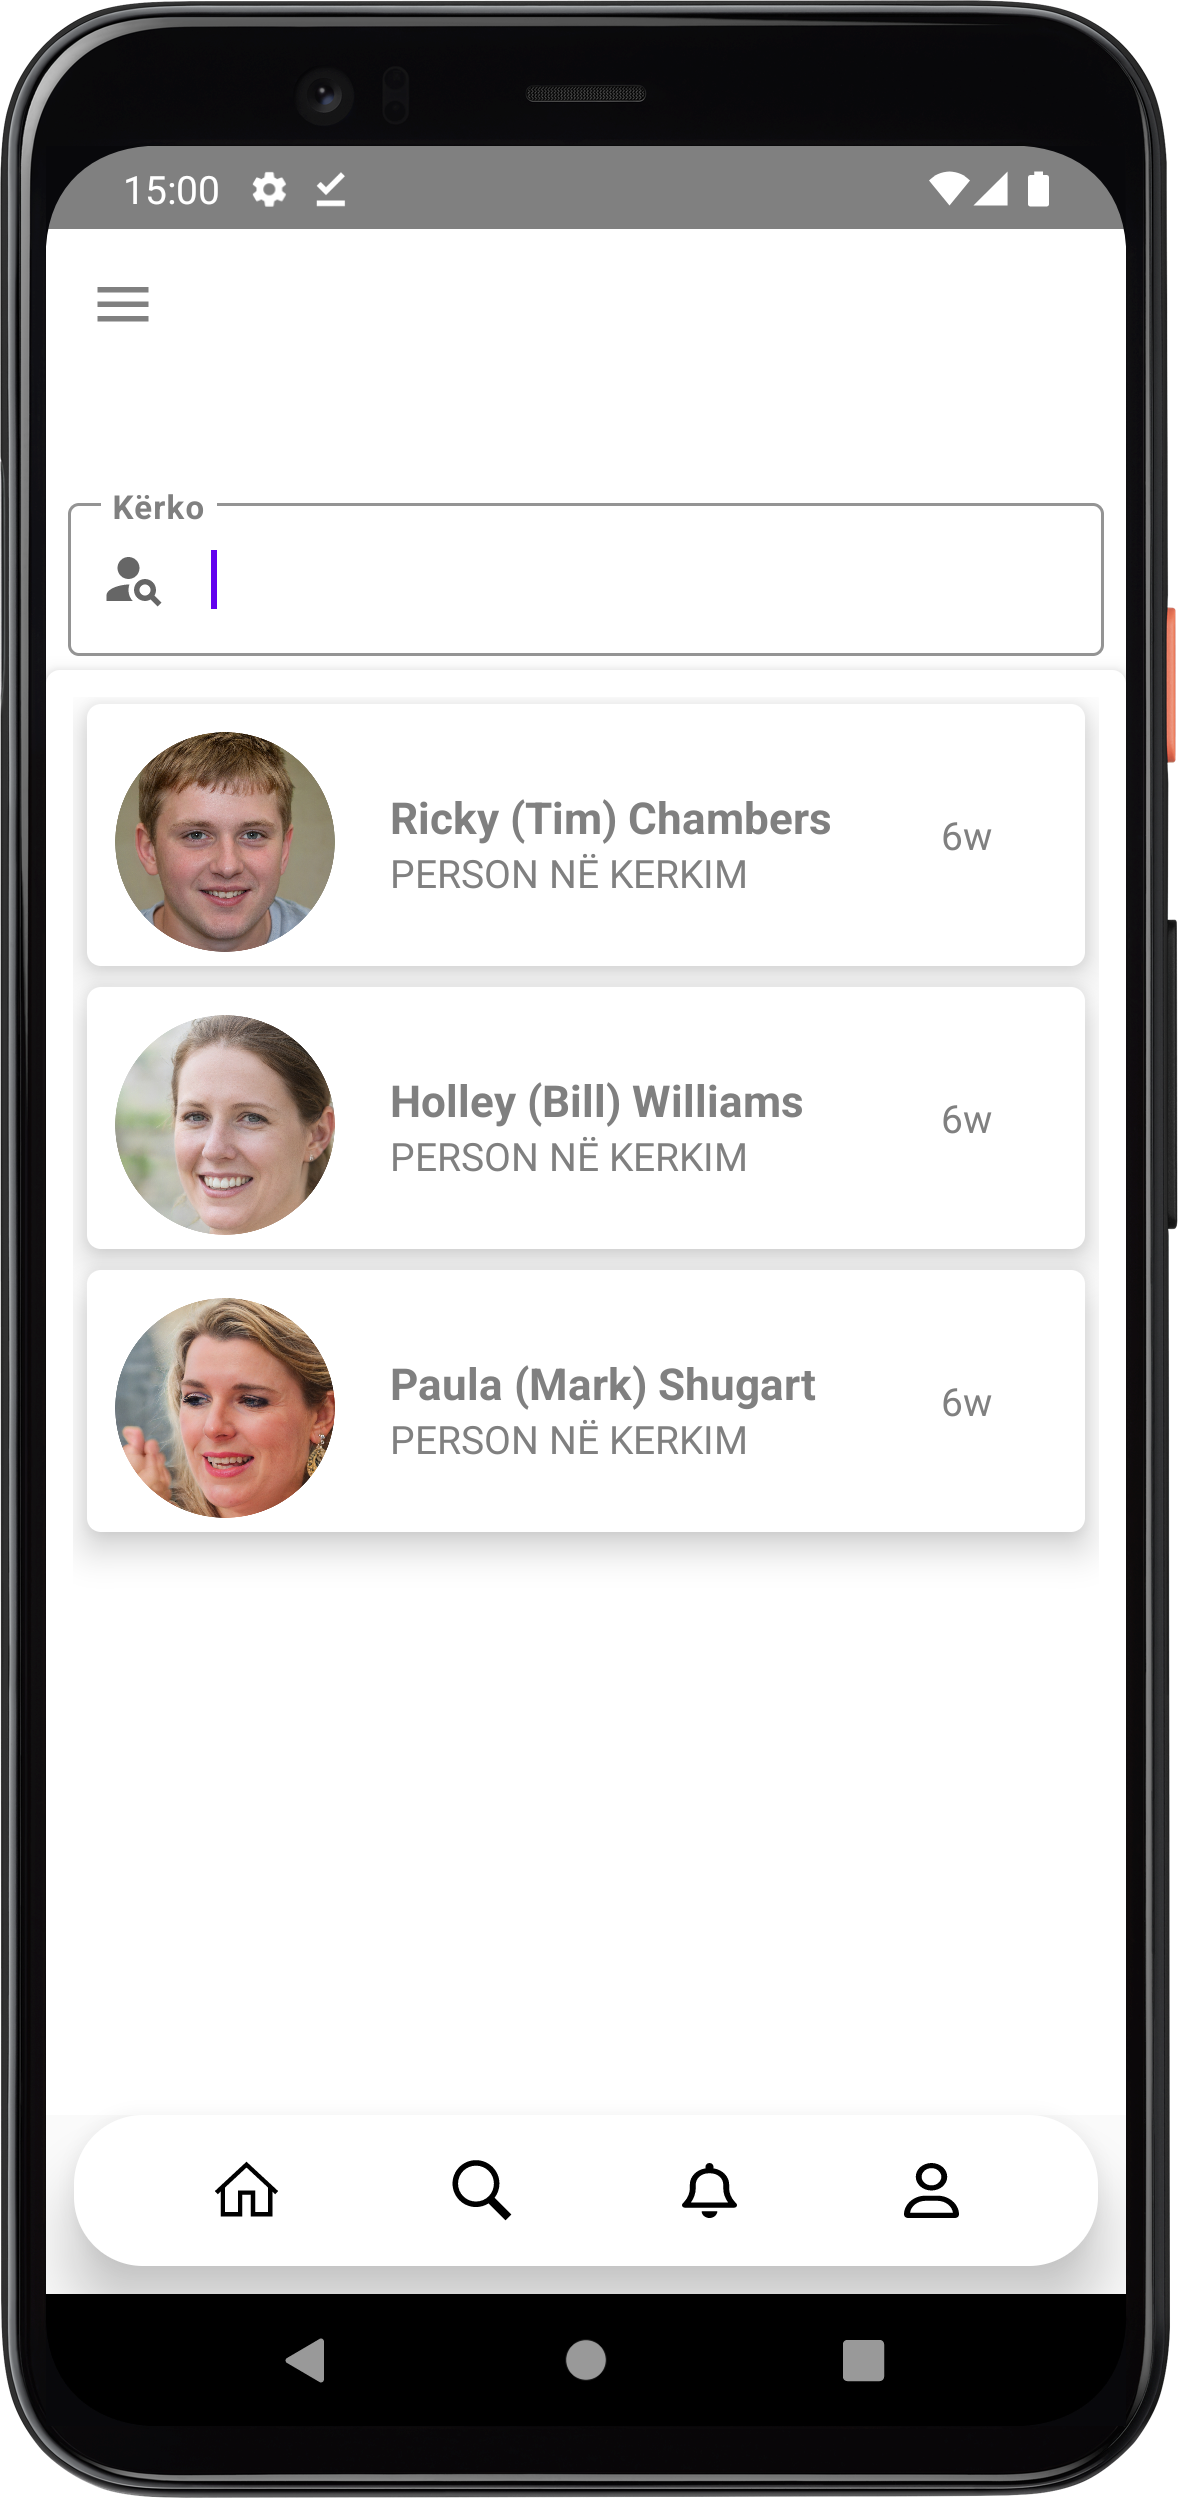 15:00
Kërko
Ricky (Tim) Chambers
PERSON NË KERKIM
6w
Holley (Bill) Williams
PERSON NË KERKIM
6w
Paula (Mark) Shugart
PERSON NË KERKIM
6w